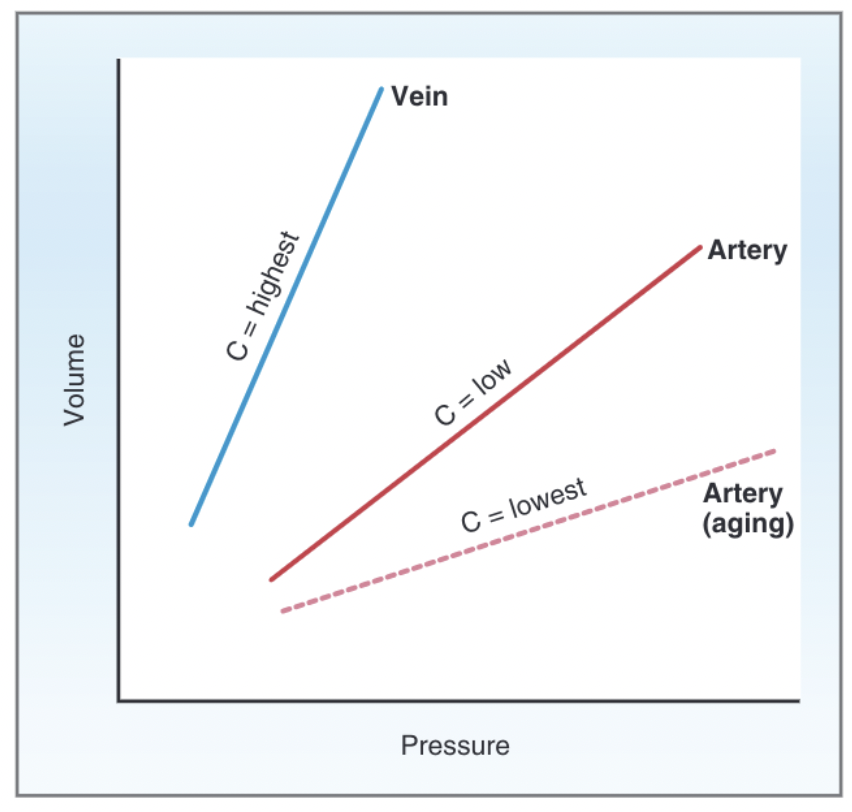 Vein
C = highest
Artery
C = low
Volume
C = lowest
Artery
(aging)
Pressure